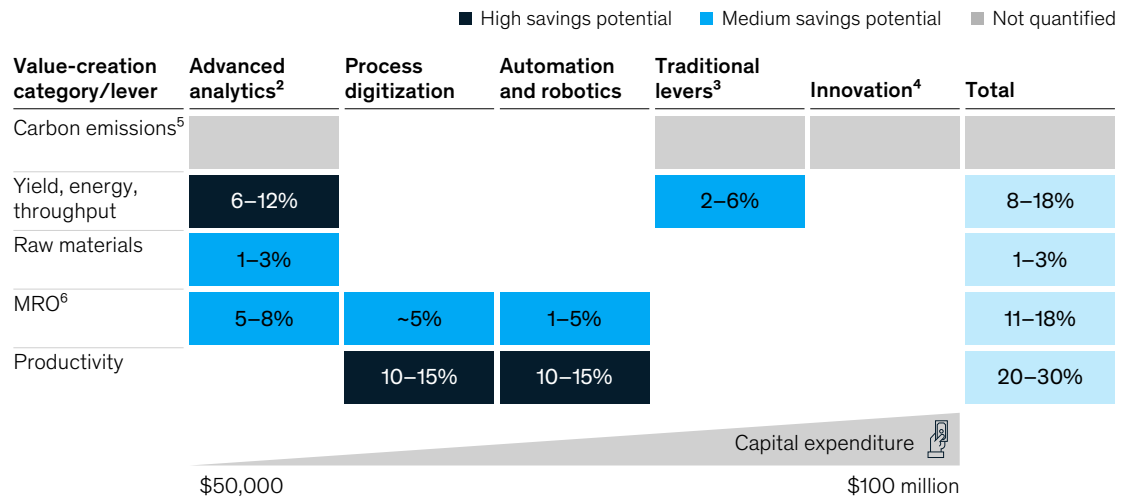 High savings potential
Medium savings potential
Not quantified
Value-creation
category/lever
Advanced
analytics²
Process
digitization
Automation
and robotics
Traditional
levers³
Innovation⁴
Total
Carbon emissions⁵
Yield, energy,
throughput
6–12%
2–6%
8–18%
Raw materials
1–3%
1–3%
MRO⁶
5–8%
~5%
1–5%
11–18%
Productivity
10–15%
10–15%
20–30%
Capital expenditure
$50,000
$100 million